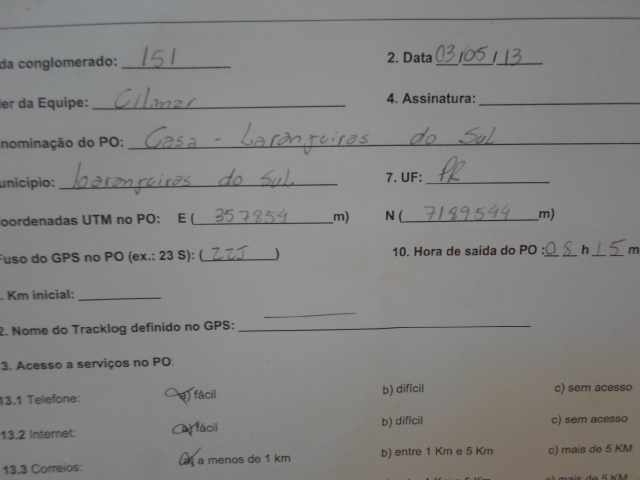 da conglomerado: 151 2. Data 03/05/13
er da Equipe: Cilmar 4. Assinatura:
nominação do PO: Casa - Laranjeiras do Sul
unicipio: Laranjeiras do Sul 7. UF: PR
oordenadas UTM no PO: E ( 357854 m) N ( 7189544 m)
Fuso do GPS no PO (ex.: 23 S): ( 22J ) 10. Hora de saída do PO :08 h 15 m
. Km inicial:
2. Nome do Tracklog definido no GPS:
3. Acesso a serviços no PO:
13.1 Telefone: a) fácil b) difícil c) sem acesso
13.2 Internet: a) fácil b) difícil c) sem acesso
13.3 Correios: a) a menos de 1 km b) entre 1 Km e 5 Km c) mais de 5 KM